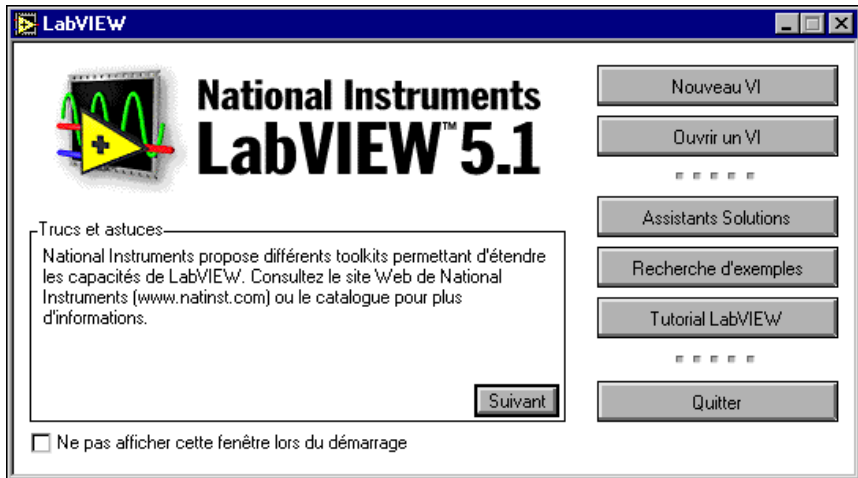 LabVIEW
National Instruments
LabVIEW™ 5.1
Trucs et astuces
National Instruments propose différents toolkits permettant d'étendre
les capacités de LabVIEW. Consultez le site Web de National
Instruments (www.natinst.com) ou le catalogue pour plus
d'informations.
Suivant
Ne pas afficher cette fenêtre lors du démarrage
Nouveau VI
Ouvrir un VI
Assistants Solutions
Recherche d'exemples
Tutorial LabVIEW
Quitter